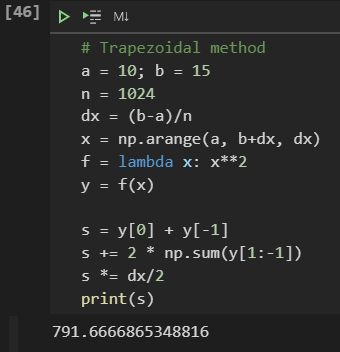 [46]
M↓
# Trapezoidal method
a = 10; b = 15
n = 1024
dx = (b-a)/n
x = np.arange(a, b+dx, dx)
f = lambda x: x**2
y = f(x)

s = y[0] + y[-1]
s += 2 * np.sum(y[1:-1])
s *= dx/2
print(s)
791.6666865348816